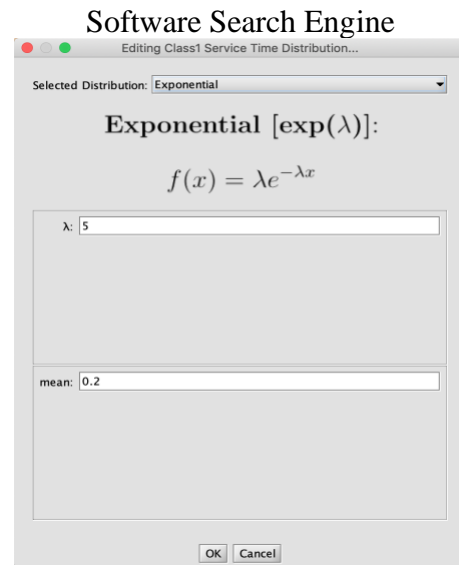 Software Search Engine
Editing Class1 Service Time Distribution...
Selected Distribution: Exponential
Exponential [exp(λ)]:
f(x) = λe^{-λx}
λ: 5
mean: 0.2
OK Cancel